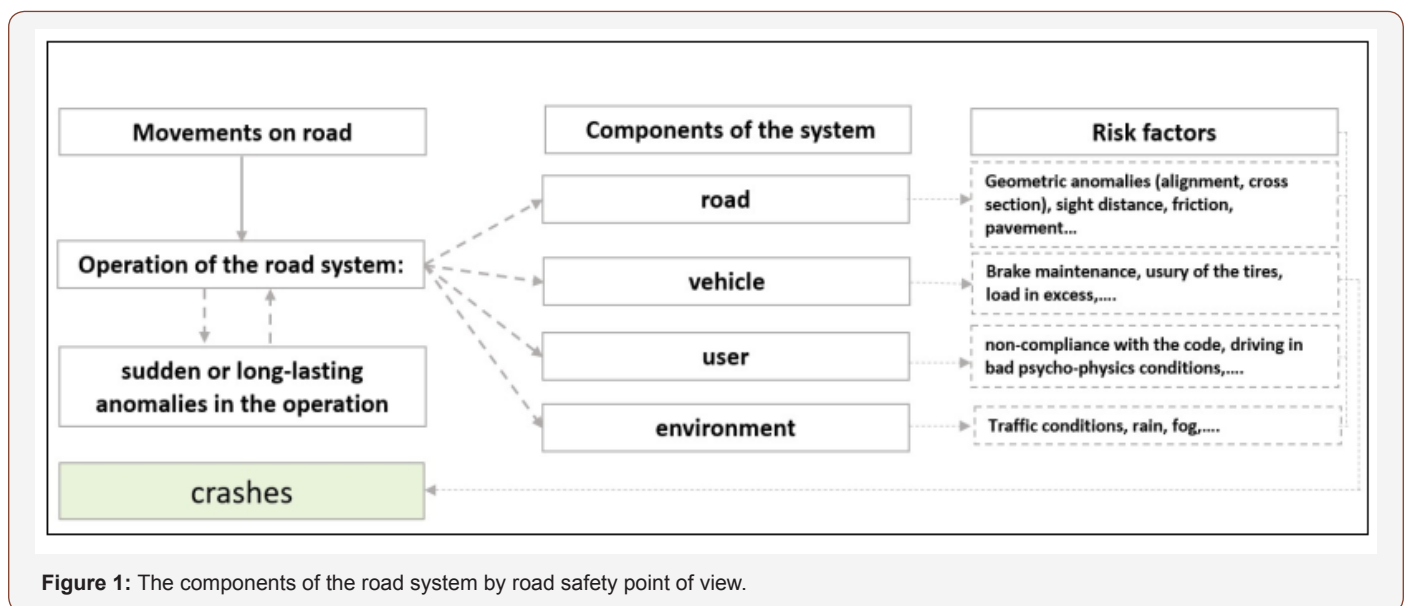 Movements on road
Operation of the road system:
sudden or long-lasting
anomalies in the operation
crashes
Components of the system
road
vehicle
user
environment
Risk factors
Geometric anomalies (alignment, cross
section), sight distance, friction,
pavement...
Brake maintenance, usury of the tires,
load in excess,....
non-compliance with the code, driving in
bad psycho-physics conditions,....
Traffic conditions, rain, fog,....
Figure 1: The components of the road system by road safety point of view.